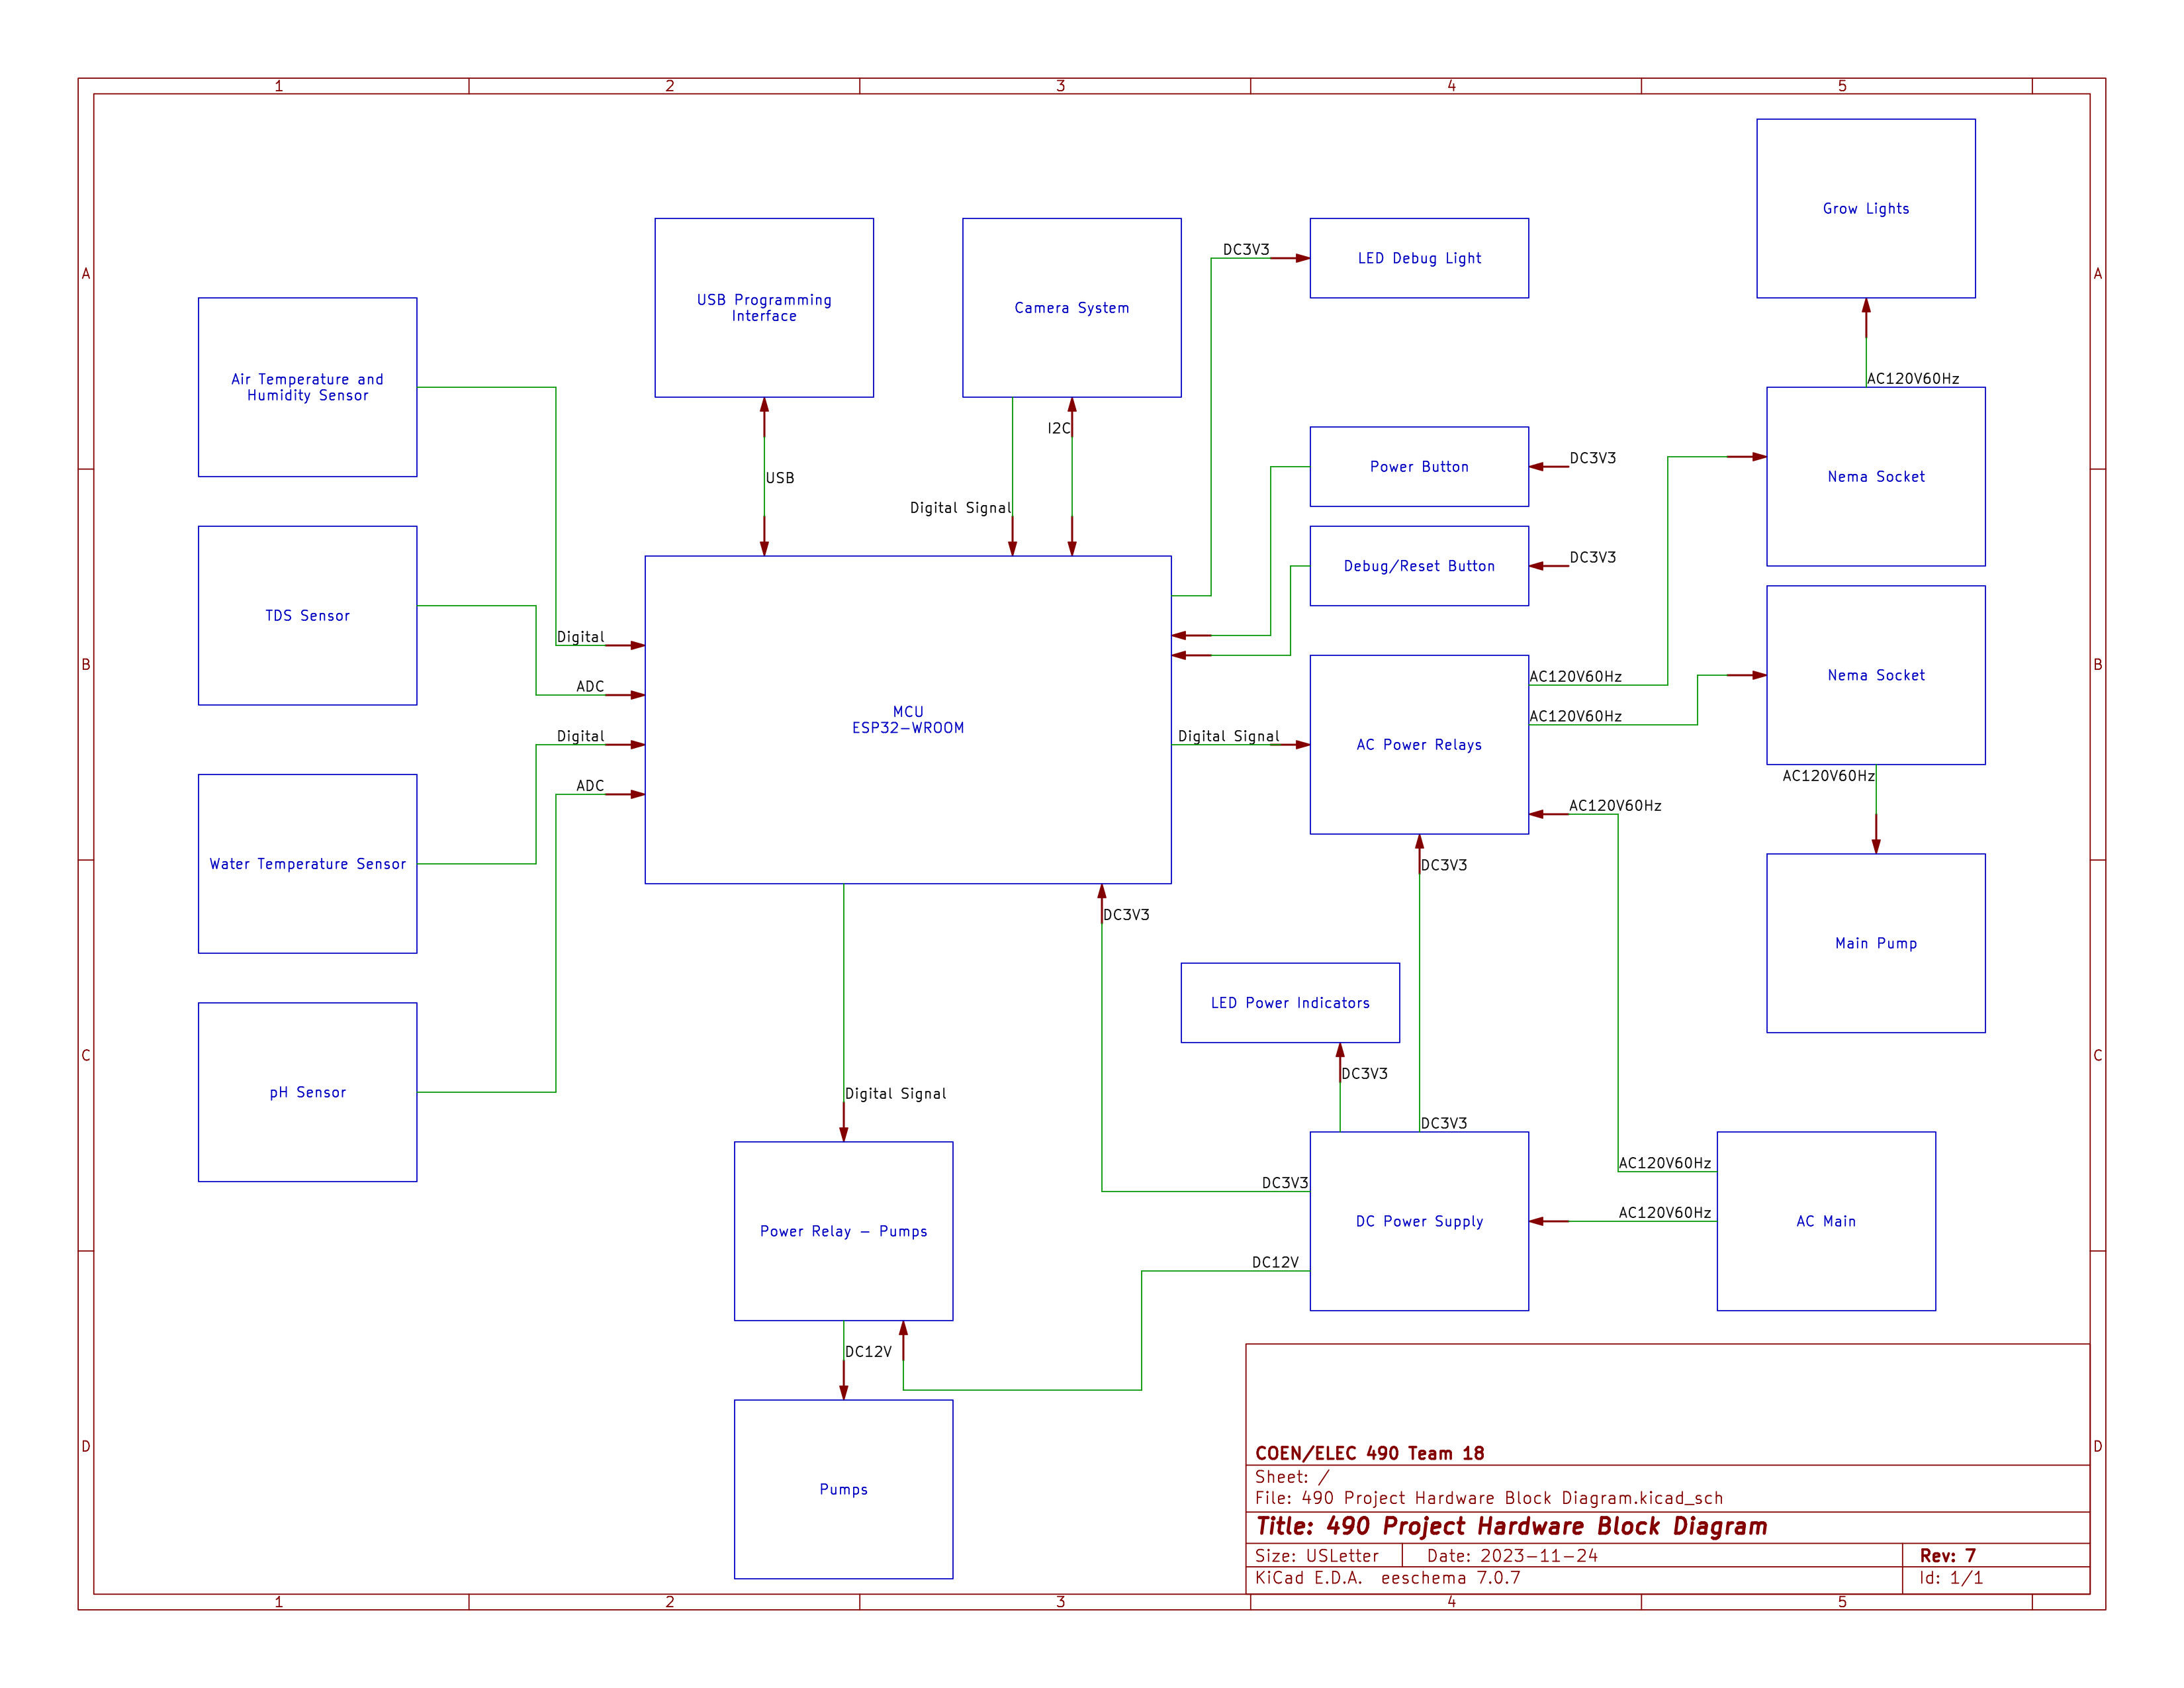 1 2 3 4 5
A
B
C
D
A
B
C
D
Grow Lights
AC120V60Hz
Nema Socket
USB Programming
Interface
USB
Camera System
I2C
Digital Signal
DC3V3
LED Debug Light
Air Temperature and
Humidity Sensor
Digital
Power Button
DC3V3
Debug/Reset Button
DC3V3
TDS Sensor
ADC
MCU
ESP32-WROOM
Digital Signal
AC Power Relays
AC120V60Hz
AC120V60Hz
AC120V60Hz
DC3V3
Nema Socket
AC120V60Hz
Main Pump
Water Temperature Sensor
Digital
pH Sensor
ADC
DC3V3
LED Power Indicators
DC3V3
DC3V3
Digital Signal
Power Relay - Pumps
DC3V3
DC12V
DC Power Supply
AC120V60Hz
AC120V60Hz
AC Main
DC12V
Pumps
COEN/ELEC 490 Team 18
Sheet: /
File: 490 Project Hardware Block Diagram.kicad_sch
Title: 490 Project Hardware Block Diagram
Size: USLetter Date: 2023-11-24 Rev: 7
KiCad E.D.A. eeschema 7.0.7 Id: 1/1
1 2 3 4 5